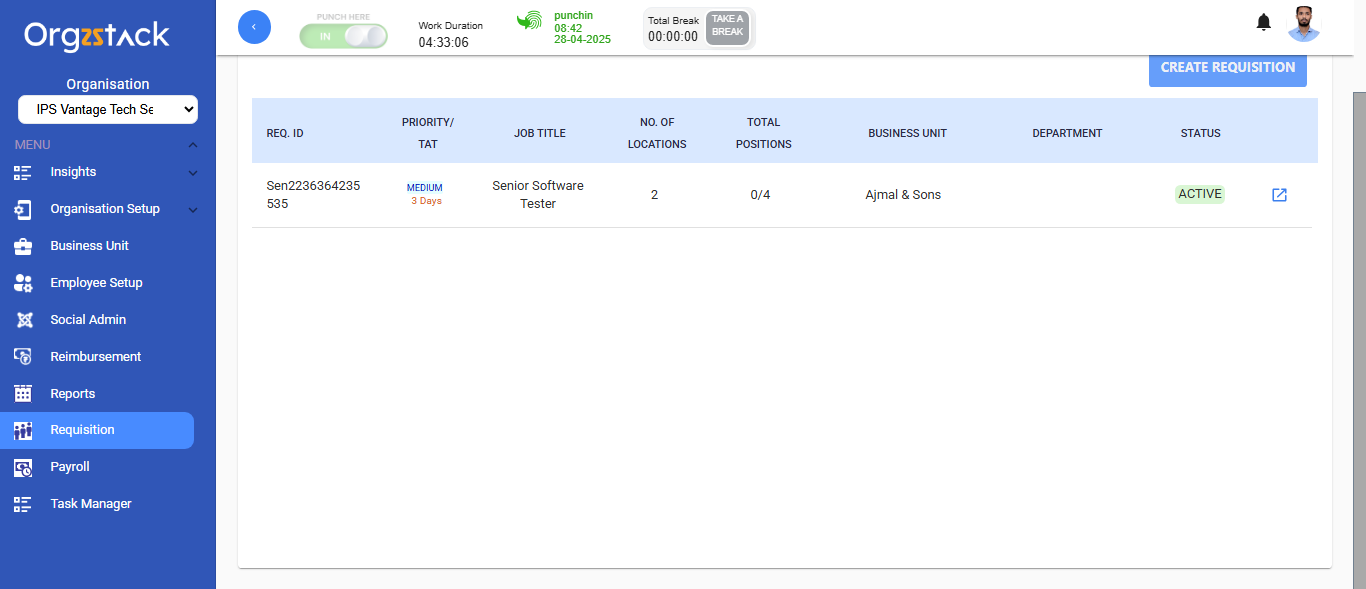 Orgzstack
Organisation
IPS Vantage Tech Se
MENU
Insights
Organisation Setup
Business Unit
Employee Setup
Social Admin
Reimbursement
Reports
Requisition
Payroll
Task Manager
PUNCH HERE
IN
Work Duration
04:33:06
punchin
08:42
28-04-2025
Total Break
00:00:00
TAKE A
BREAK
CREATE REQUISITION
REQ. ID
PRIORITY/
TAT
JOB TITLE
NO. OF
LOCATIONS
TOTAL
POSITIONS
BUSINESS UNIT
DEPARTMENT
STATUS
Sen2236364235
535
MEDIUM
3 Days
Senior Software
Tester
2
0/4
Ajmal & Sons
ACTIVE